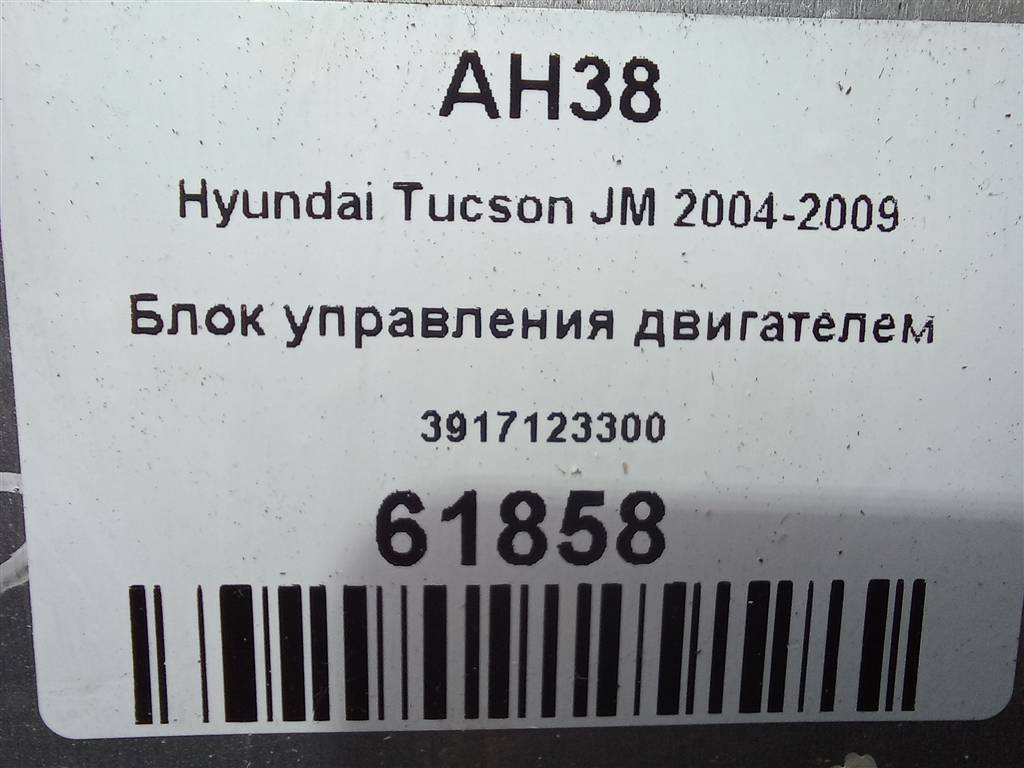 AH38
Hyundai Tucson JM 2004-2009
Блок управления двигателем
3917123300
61858